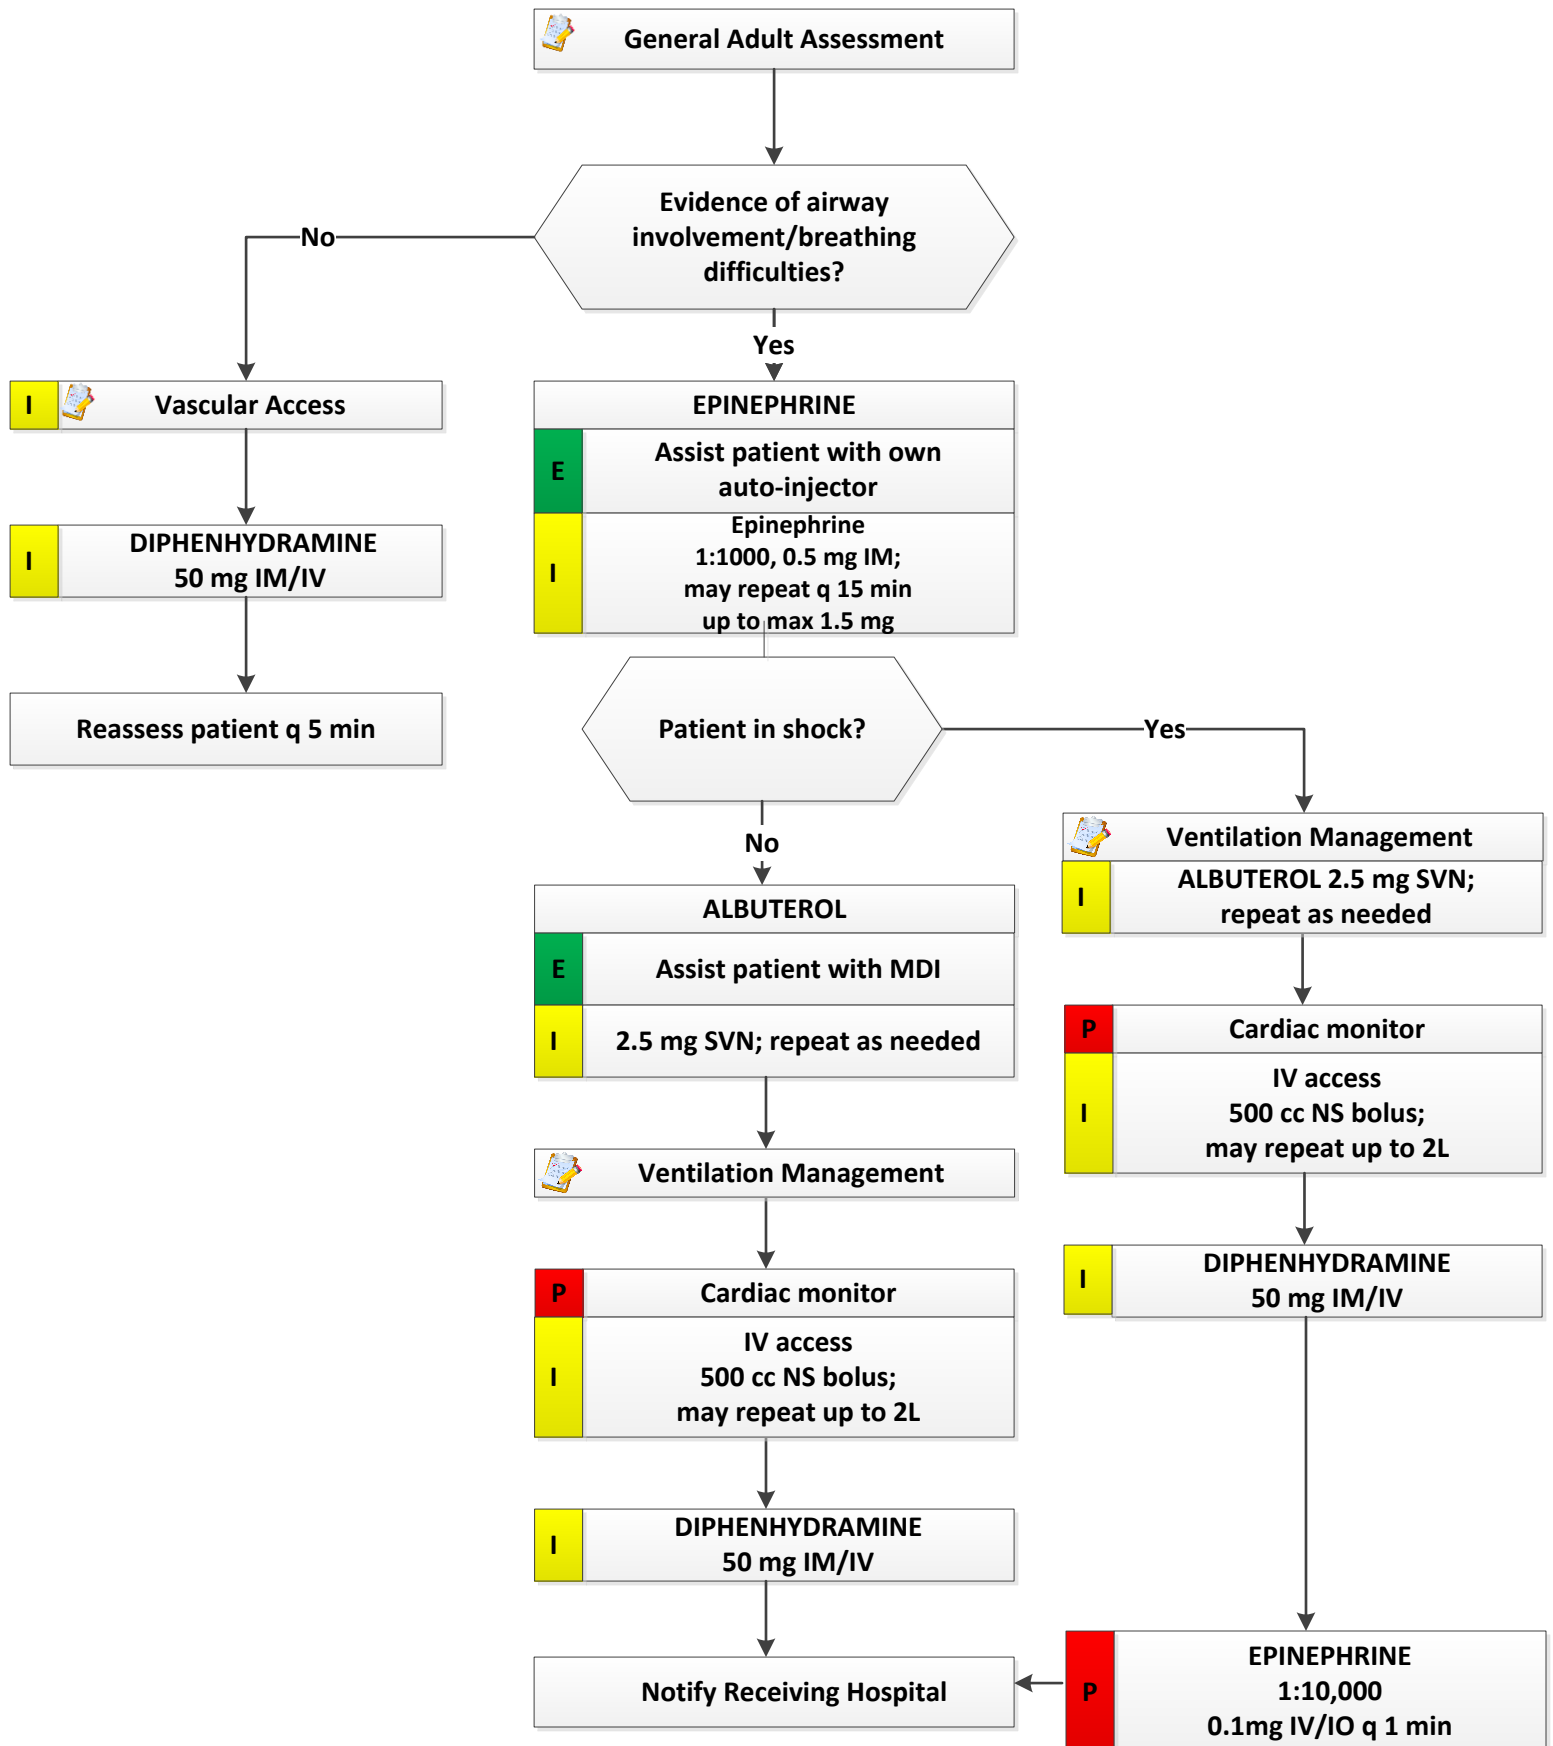 General Adult Assessment
Evidence of airway
involvement/breathing
difficulties?
No
Yes
I
Vascular Access
I
DIPHENHYDRAMINE
50 mg IM/IV
Reassess patient q 5 min
EPINEPHRINE
E
Assist patient with own
auto-injector
I
Epinephrine
1:1000, 0.5 mg IM;
may repeat q 15 min
up to max 1.5 mg
Patient in shock?
Yes
No
ALBUTEROL
E
Assist patient with MDI
I
2.5 mg SVN; repeat as needed
Ventilation Management
P
Cardiac monitor
I
IV access
500 cc NS bolus;
may repeat up to 2L
I
DIPHENHYDRAMINE
50 mg IM/IV
Notify Receiving Hospital
Ventilation Management
I
ALBUTEROL 2.5 mg SVN;
repeat as needed
P
Cardiac monitor
I
IV access
500 cc NS bolus;
may repeat up to 2L
I
DIPHENHYDRAMINE
50 mg IM/IV
P
EPINEPHRINE
1:10,000
0.1mg IV/IO q 1 min